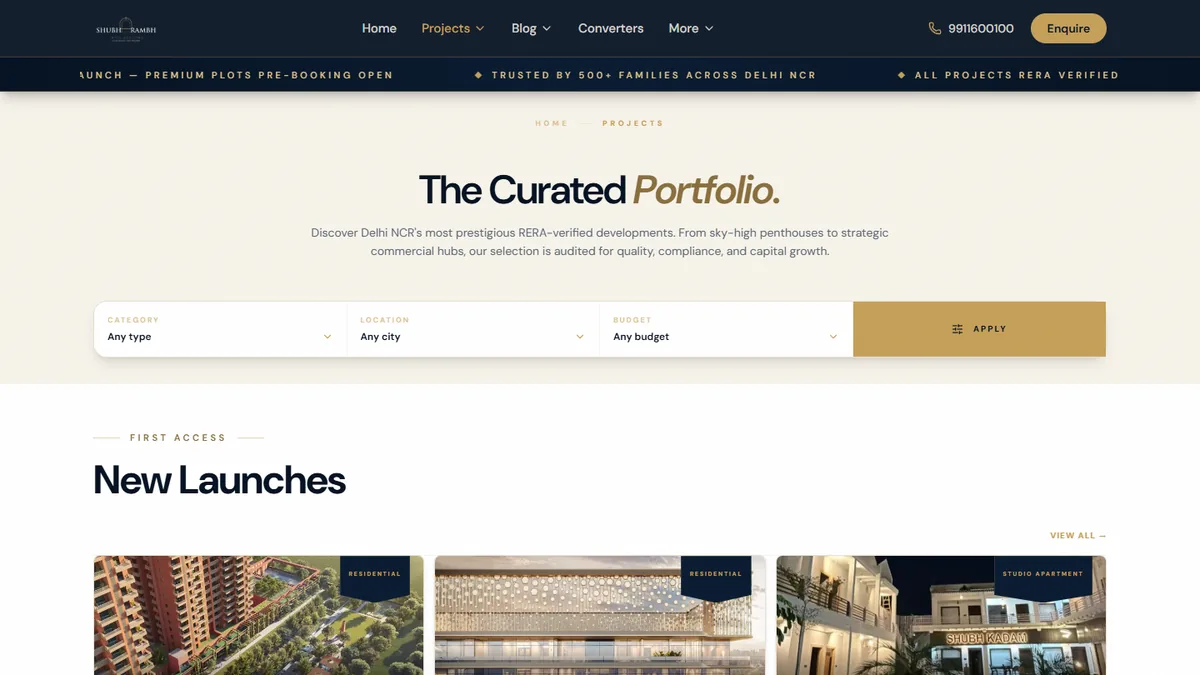 SHUBH RAMBH
Home
Projects
Blog
Converters
More
9911600100
Enquire
AUNCH — PREMIUM PLOTS PRE-BOOKING OPEN
◆ TRUSTED BY 500+ FAMILIES ACROSS DELHI NCR
◆ ALL PROJECTS RERA VERIFIED
HOME — PROJECTS
The Curated Portfolio.
Discover Delhi NCR's most prestigious RERA-verified developments. From sky-high penthouses to strategic
commercial hubs, our selection is audited for quality, compliance, and capital growth.
CATEGORY
Any type
LOCATION
Any city
BUDGET
Any budget
APPLY
FIRST ACCESS
New Launches
VIEW ALL →
RESIDENTIAL
RESIDENTIAL
STUDIO APARTMENT
SHUBH KADAM